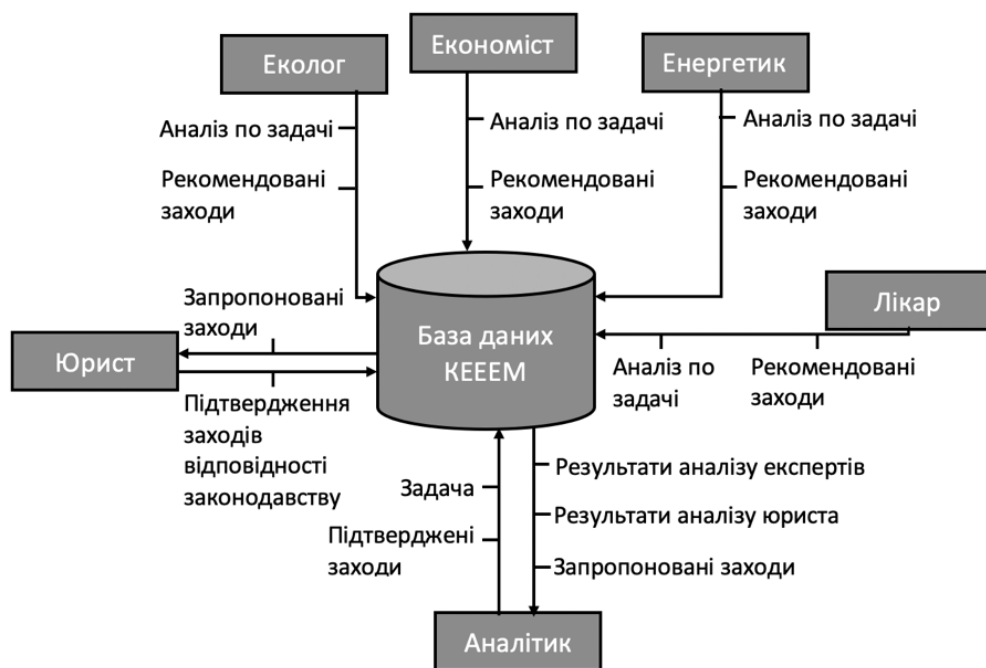 Еколог
Економіст
Енергетик
Аналіз по задачі
Аналіз по задачі
Аналіз по задачі
Рекомендовані
заходи
Рекомендовані
заходи
Рекомендовані
заходи
Запропоновані
заходи
Лікар
Юрист
База даних
КЕЕЕМ
Аналіз по
задачі
Рекомендовані
заходи
Підтвердження
заходів
відповідності
законодавству
Задача
Підтверджені
заходи
Результати аналізу експертів
Результати аналізу юриста
Запропоновані заходи
Аналітик